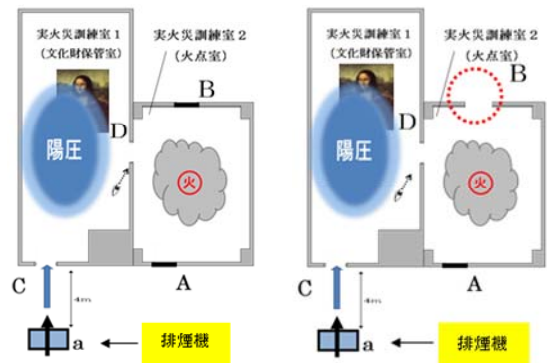 実火災訓練室1
(文化財保管室)
実火災訓練室2
(火点室)
B
D
陽圧
火
C
A
4m
a
排煙機
実火災訓練室1
(文化財保管室)
実火災訓練室2
(火点室)
B
D
陽圧
火
C
A
4m
a
排煙機